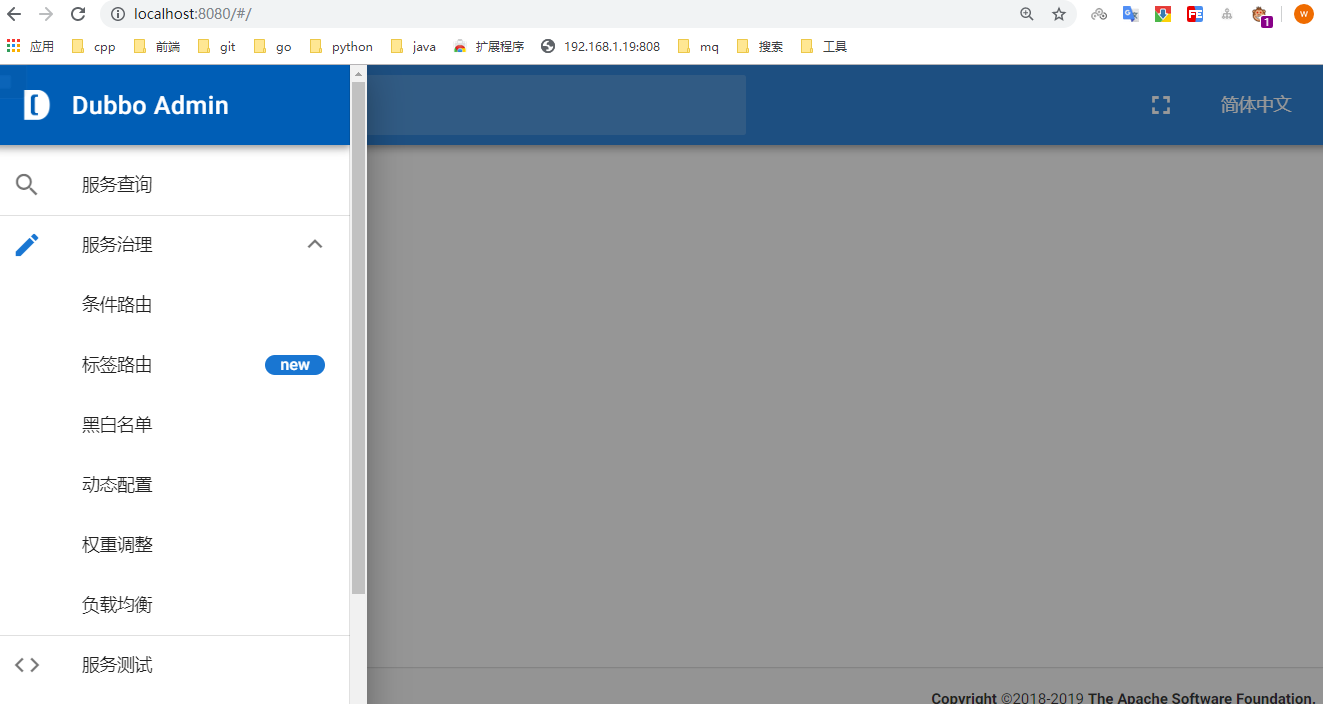 localhost:8080/#/
1
W
应用 cpp 前端 git go python java 扩展程序 192.168.1.19:808 mq 搜索 工具
Dubbo Admin
简体中文
服务查询
服务治理
条件路由
标签路由 new
黑白名单
动态配置
权重调整
负载均衡
服务测试
Copyright ©2018-2019 The Apache Software Foundation.